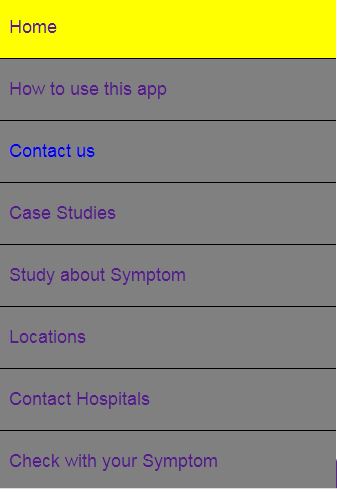 Home
How to use this app
Contact us
Case Studies
Study about Symptom
Locations
Contact Hospitals
Check with your Symptom